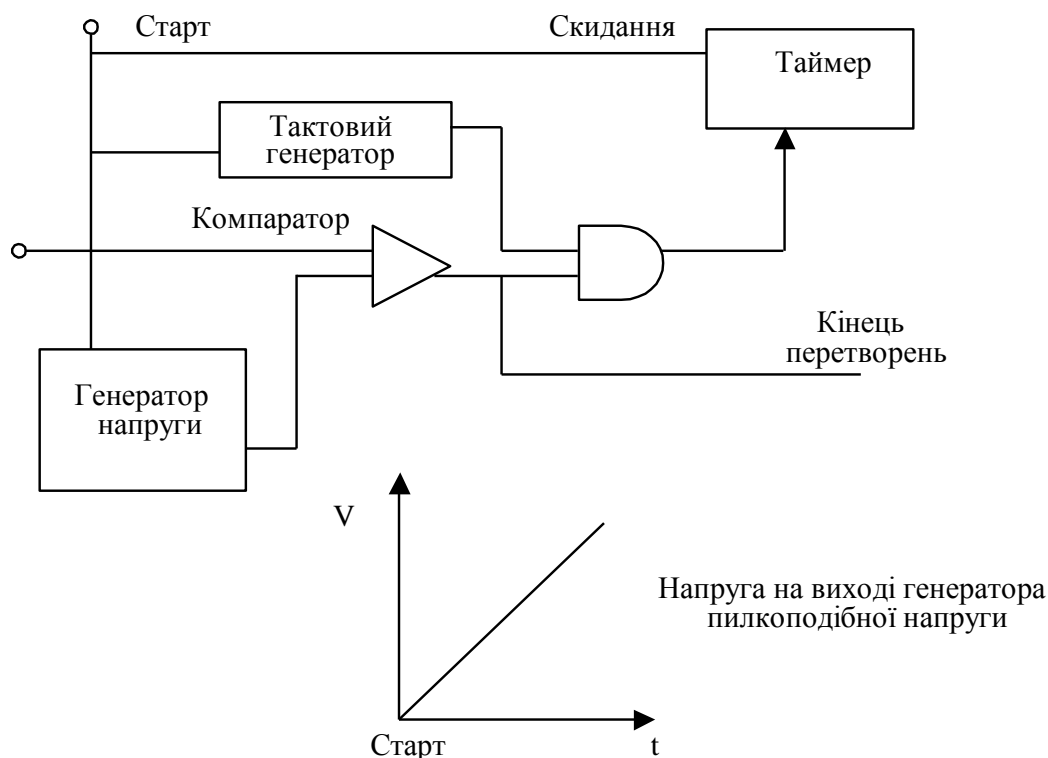 Старт
Скидання
Таймер
Тактовий
генератор
Компаратор
Кінець
перетворень
Генератор
напруги
V
Напруга на виході генератора
пилкоподібної напруги
Старт
t